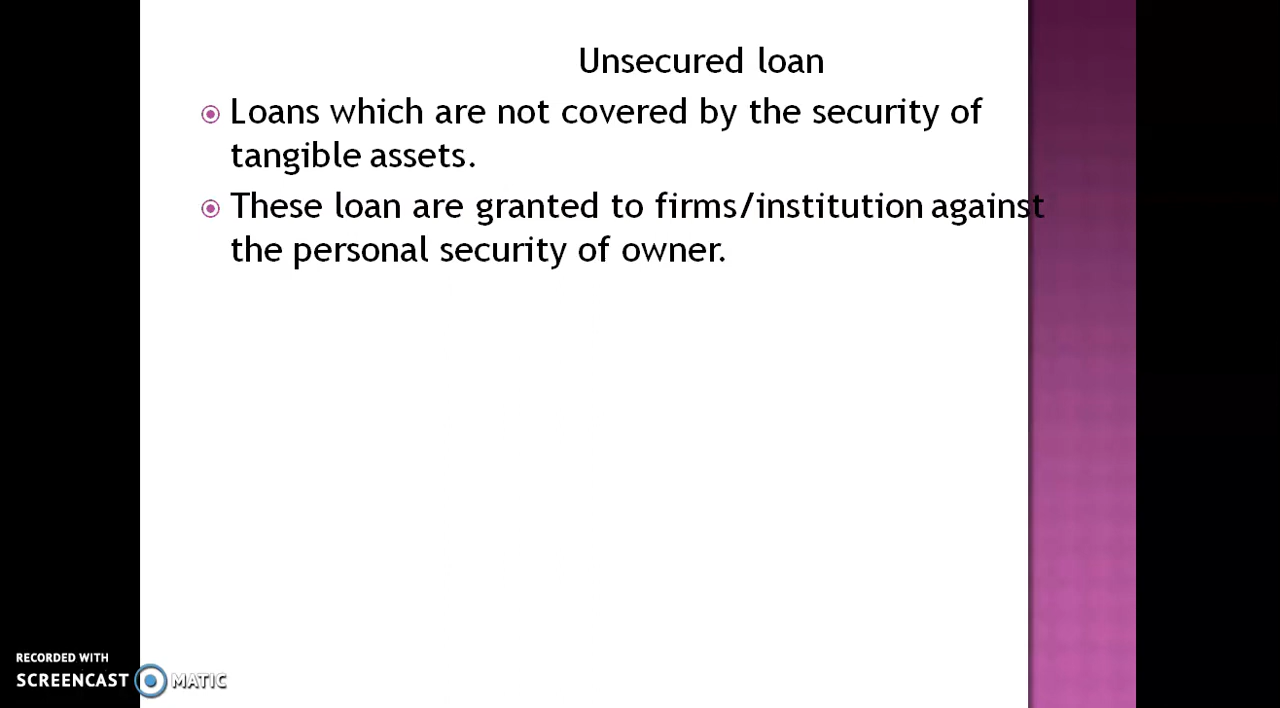 Unsecured loan
Loans which are not covered by the security of
tangible assets.
These loan are granted to firms/institution against
the personal security of owner.
RECORDED WITH
SCREENCAST MATIC